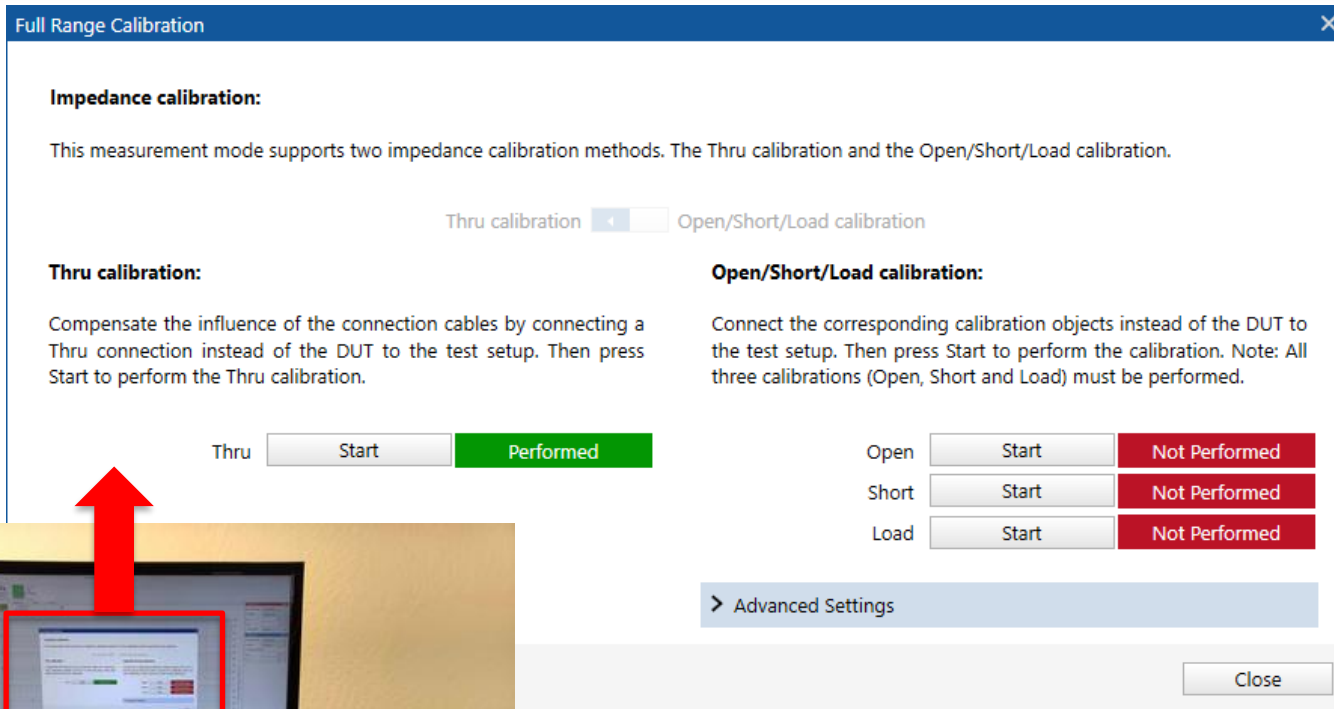 Full Range Calibration
Impedance calibration:
This measurement mode supports two impedance calibration methods. The Thru calibration and the Open/Short/Load calibration.
Thru calibration Open/Short/Load calibration
Thru calibration:
Compensate the influence of the connection cables by connecting a
Thru connection instead of the DUT to the test setup. Then press
Start to perform the Thru calibration.
Thru Start Performed
Open/Short/Load calibration:
Connect the corresponding calibration objects instead of the DUT to
the test setup. Then press Start to perform the calibration. Note: All
three calibrations (Open, Short and Load) must be performed.
Open Start Not Performed
Short Start Not Performed
Load Start Not Performed
Advanced Settings
Close